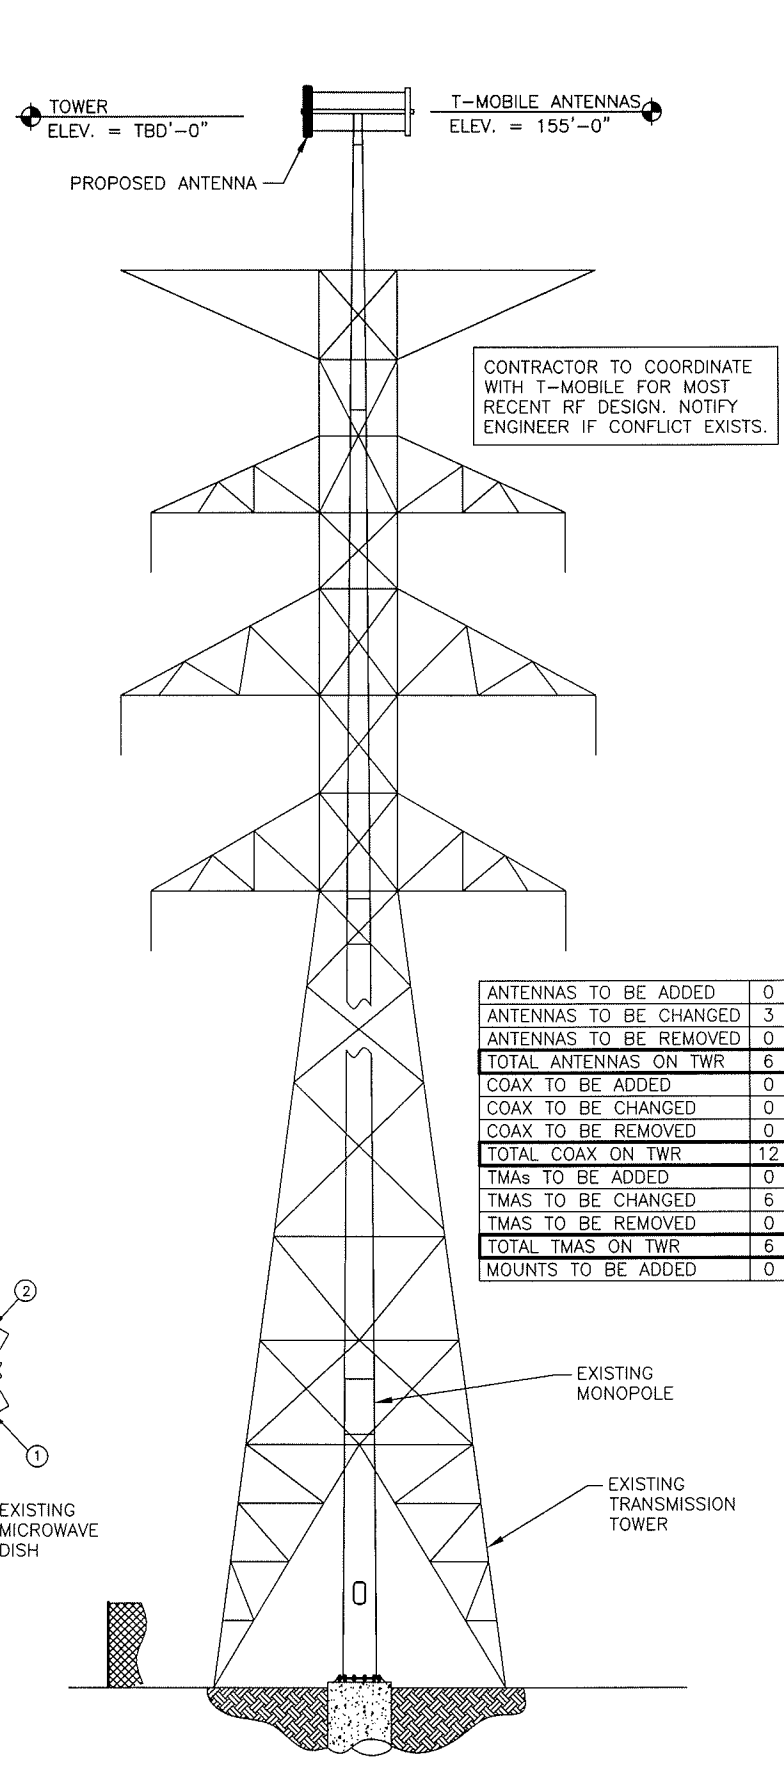 TOWER
ELEV. = TBD'-0"
T-MOBILE ANTENNAS
ELEV. = 155'-0"
PROPOSED ANTENNA
CONTRACTOR TO COORDINATE
WITH T-MOBILE FOR MOST
RECENT RF DESIGN. NOTIFY
ENGINEER IF CONFLICT EXISTS.
ANTENNAS TO BE ADDED 0
ANTENNAS TO BE CHANGED 3
ANTENNAS TO BE REMOVED 0
TOTAL ANTENNAS ON TWR 6
COAX TO BE ADDED 0
COAX TO BE CHANGED 0
COAX TO BE REMOVED 0
TOTAL COAX ON TWR 12
TMAs TO BE ADDED 0
TMAS TO BE CHANGED 6
TMAS TO BE REMOVED 0
TOTAL TMAS ON TWR 6
MOUNTS TO BE ADDED 0
2
1
EXISTING
MICROWAVE
DISH
EXISTING
MONOPOLE
EXISTING
TRANSMISSION
TOWER